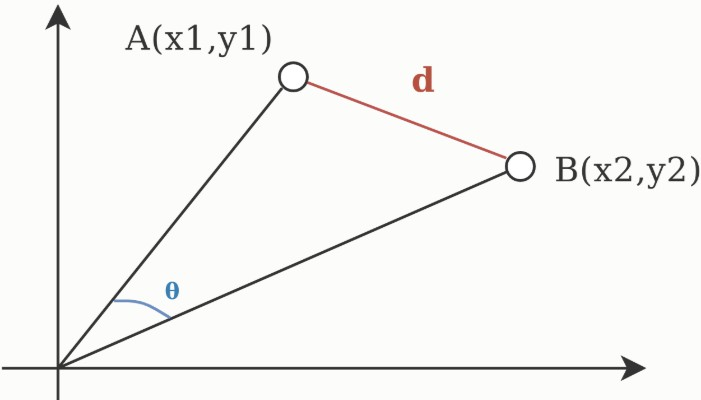 A(x1,y1)
d
B(x2,y2)
θ